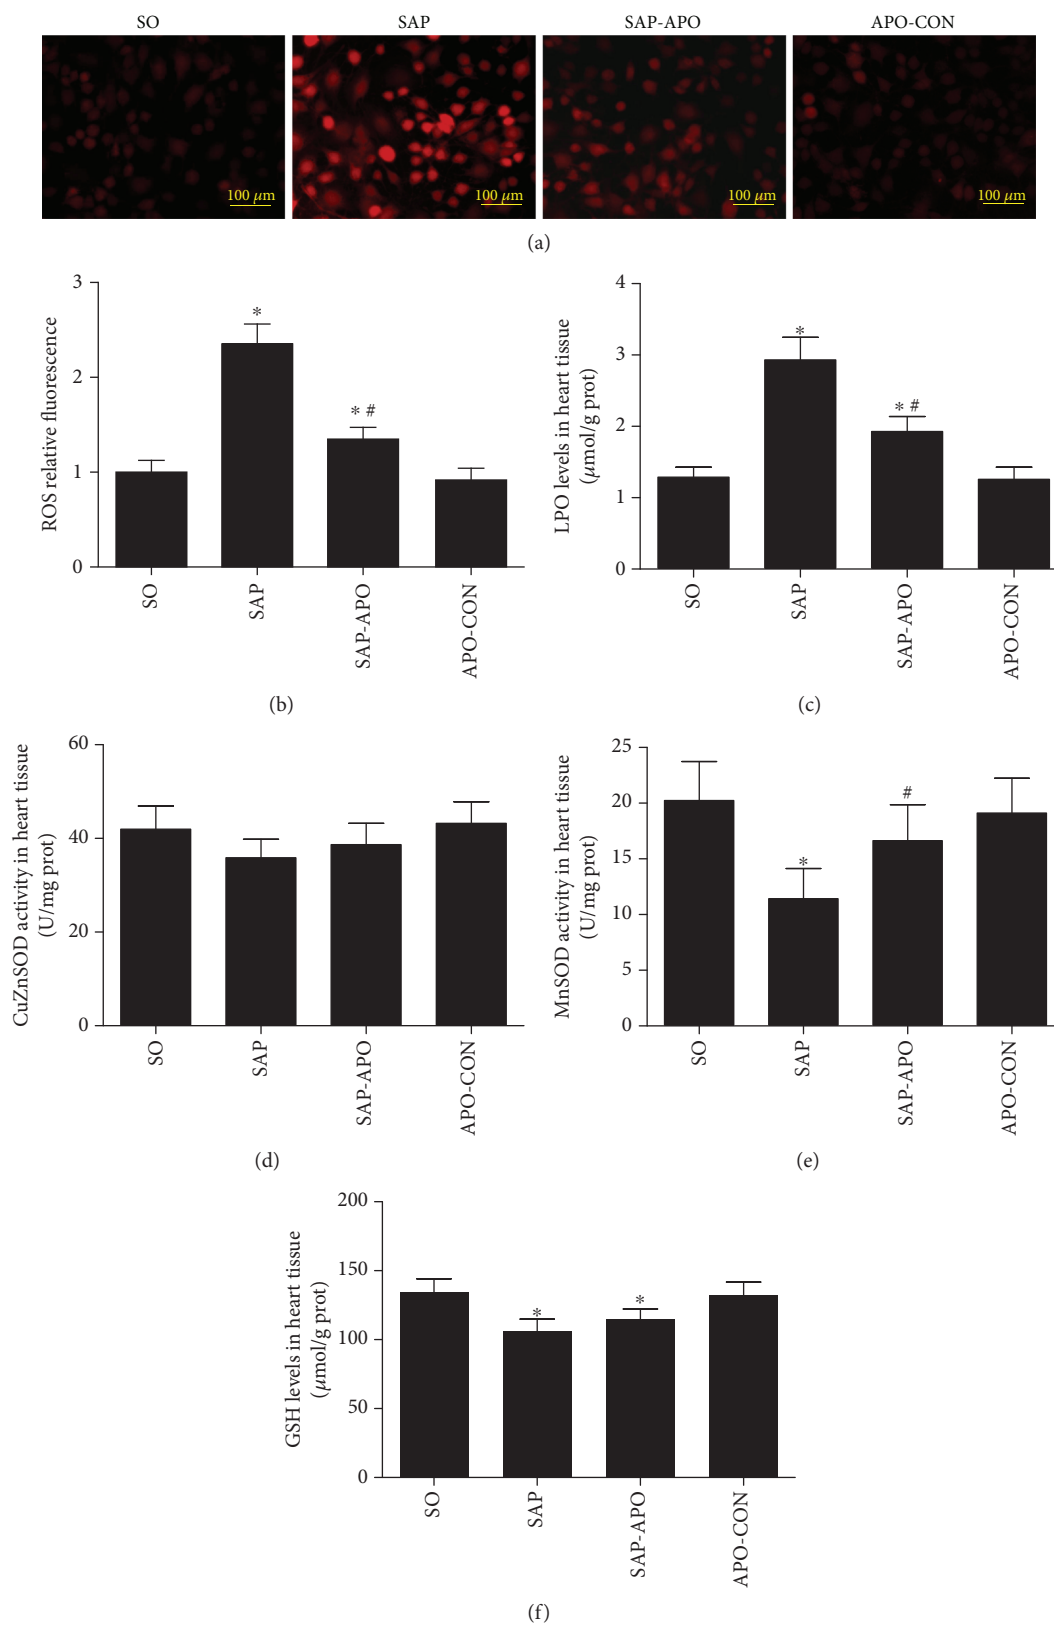 SO
SAP
SAP-APO
APO-CON
100 μm
100 μm
100 μm
100 μm
(a)
ROS relative fluorescence
3
2
1
0
*
* #
SO
SAP
SAP-APO
APO-CON
(b)
LPO levels in heart tissue
(μmol/g prot)
4
3
2
1
0
*
* #
SO
SAP
SAP-APO
APO-CON
(c)
CuZnSOD activity in heart tissue
(U/mg prot)
60
40
20
0
SO
SAP
SAP-APO
APO-CON
(d)
MnSOD activity in heart tissue
(U/mg prot)
25
20
15
10
5
0
*
#
SO
SAP
SAP-APO
APO-CON
(e)
GSH levels in heart tissue
(μmol/g prot)
200
150
100
50
0
*
*
SO
SAP
SAP-APO
APO-CON
(f)